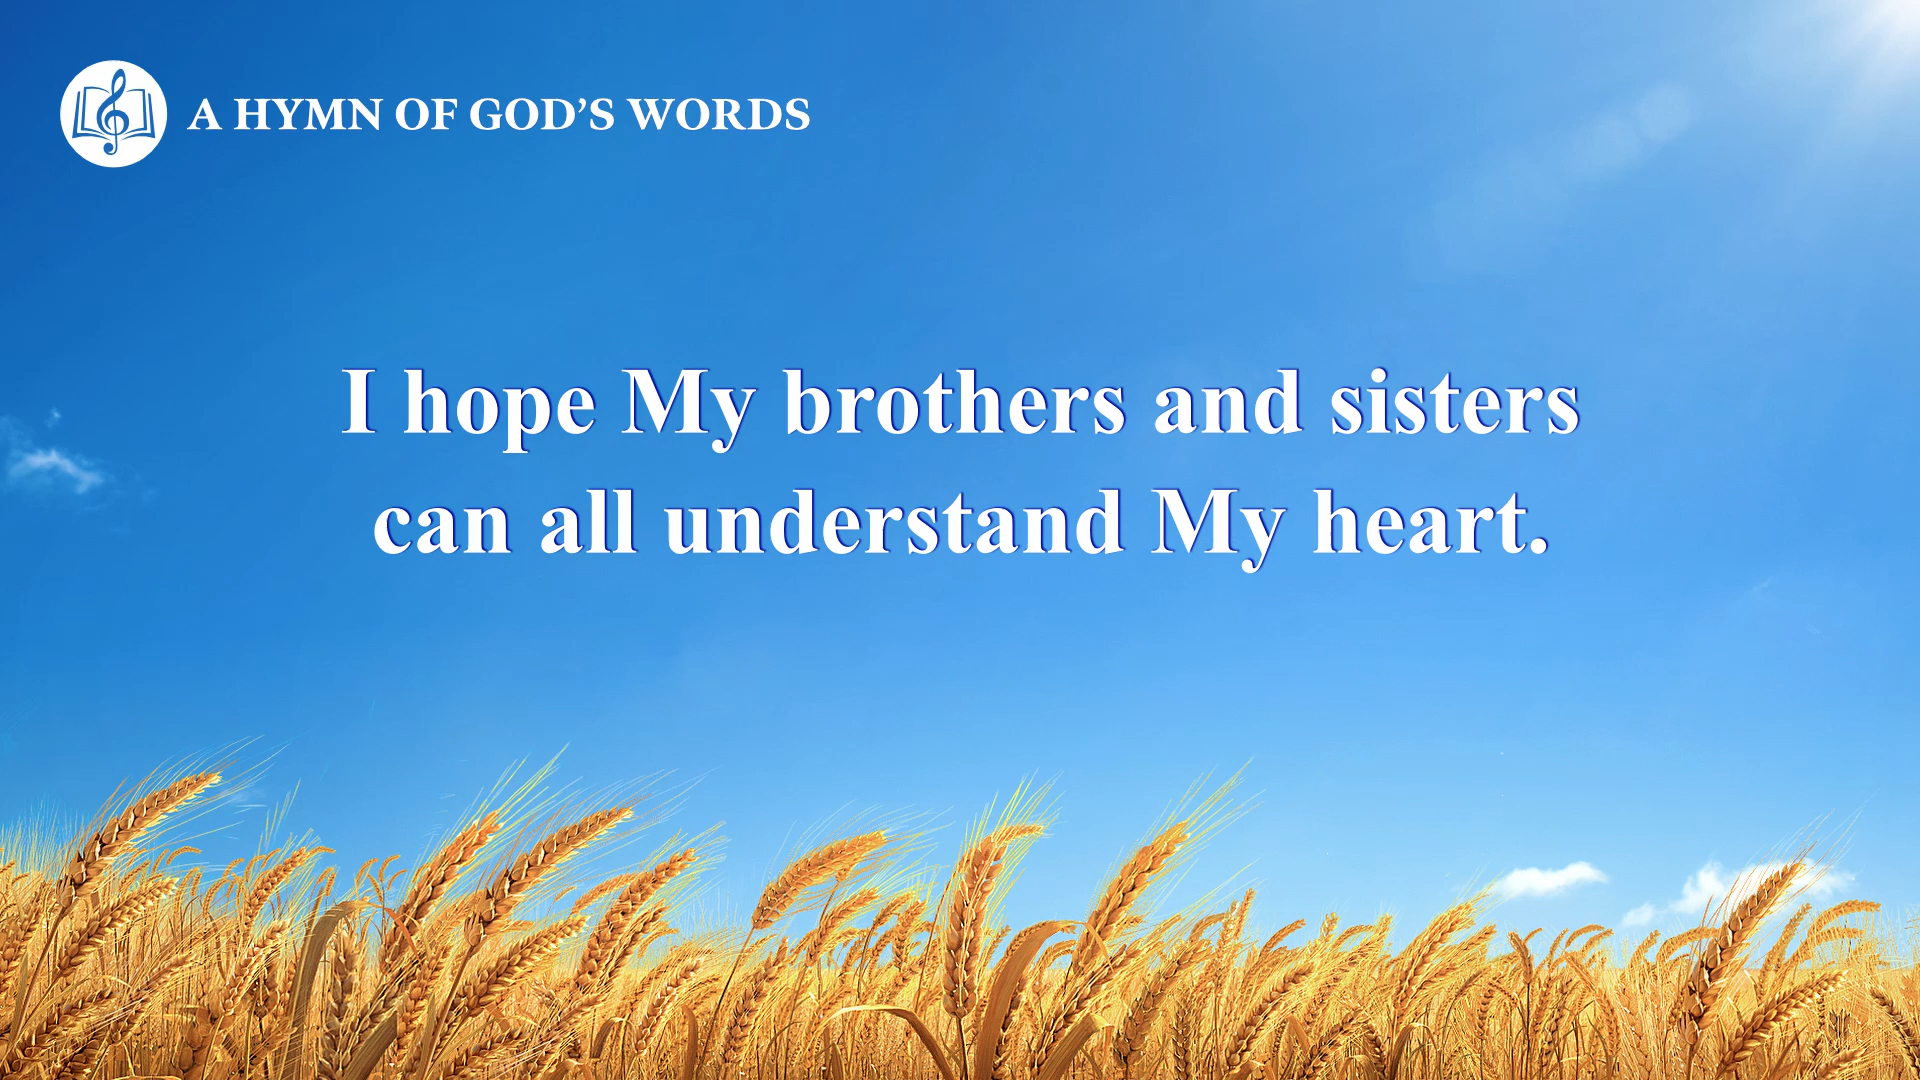 A HYMN OF GOD’S WORDS
I hope My brothers and sisters
can all understand My heart.